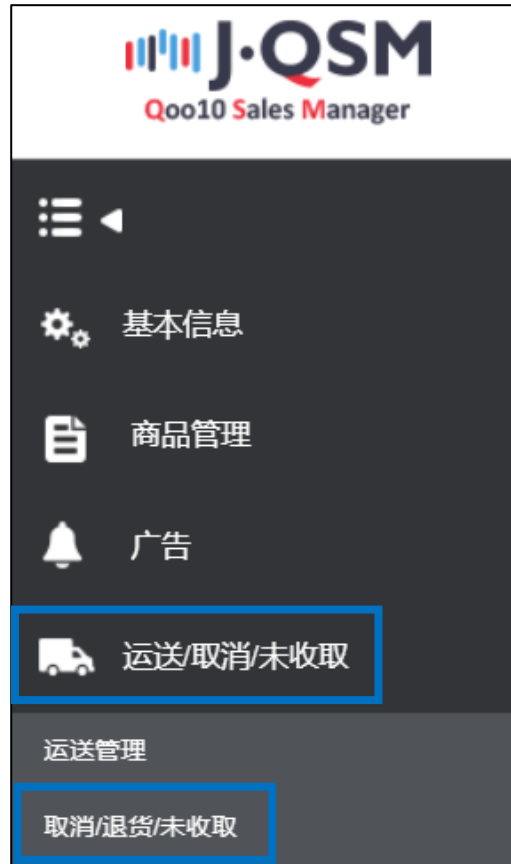 J·QSM
Qoo10 Sales Manager
基本信息
商品管理
广告
运送/取消/未收取
运送管理
取消/退货/未收取